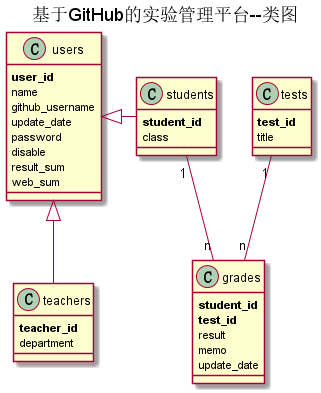 基于GitHub的实验管理平台--类图
C users
user_id
name
github_username
update_date
password
disable
result_sum
web_sum
C students
student_id
class
C tests
test_id
title
1
1
n
n
C teachers
teacher_id
department
C grades
student_id
test_id
result
memo
update_date